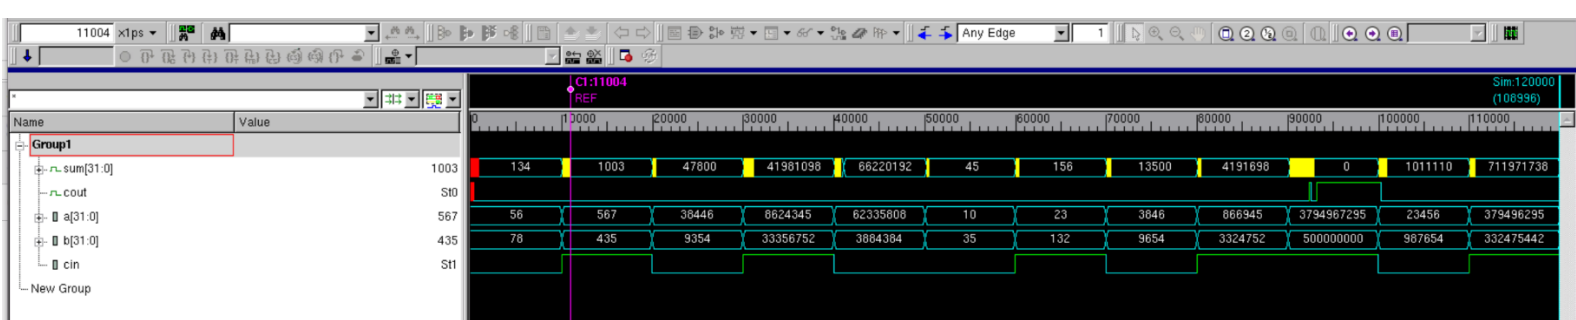 11004 x1ps Any Edge 1
C1:11004 Sim:120000
REF (108996)
*
Name Value 0 10000 20000 30000 40000 50000 60000 70000 80000 90000 100000 110000
Group1
sum[31:0] 1003 134 1003 47800 41981098 66220192 45 156 13500 4191698 0 1011110 711971738
cout St0
a[31:0] 567 56 567 38446 8624345 62335808 10 23 3846 866945 3794967295 23456 379496295
b[31:0] 435 78 435 9354 33356752 3884384 35 132 9654 3324752 500000000 987654 332475442
cin St1
New Group